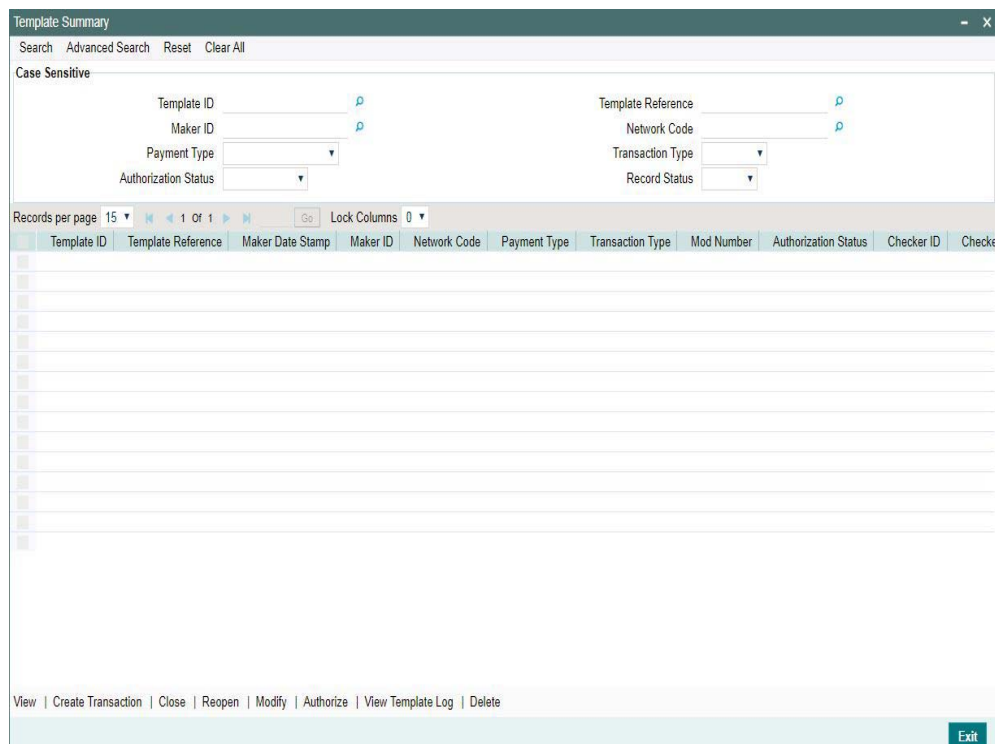 Template Summary - X
Search Advanced Search Reset Clear All
Case Sensitive
Template ID Template Reference
Maker ID Network Code
Payment Type Transaction Type
Authorization Status Record Status
Records per page 15 1 Of 1 Go Lock Columns 0
Template ID Template Reference Maker Date Stamp Maker ID Network Code Payment Type Transaction Type Mod Number Authorization Status Checker ID Checke
View | Create Transaction | Close | Reopen | Modify | Authorize | View Template Log | Delete
Exit